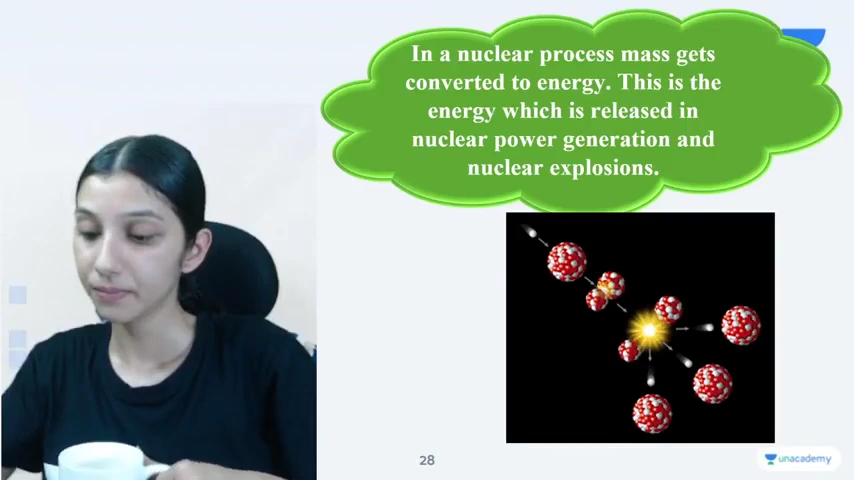 In a nuclear process mass gets
converted to energy. This is the
energy which is released in
nuclear power generation and
nuclear explosions.
28
unacademy